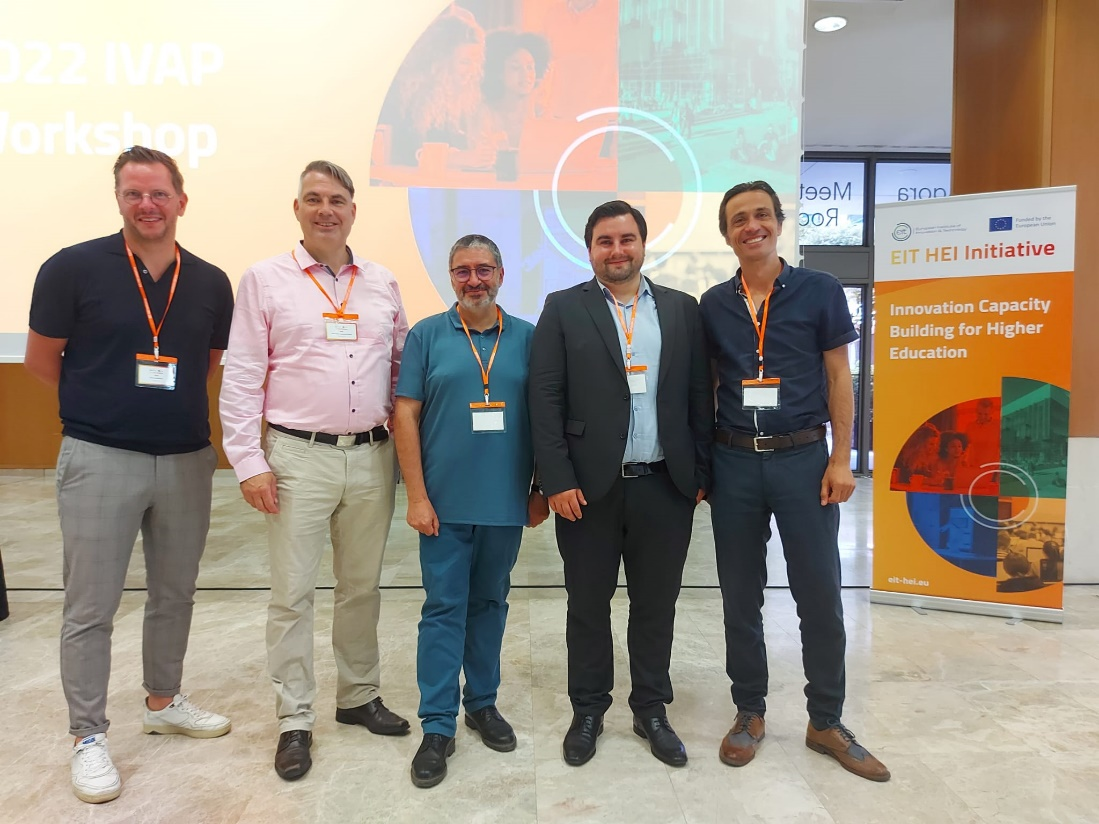 022 IVAP
Workshop
Meet
Roo
gora
Funded by the
European Union
EIT HEI Initiative
Innovation Capacity
Building for Higher
Education
eit-hei.eu